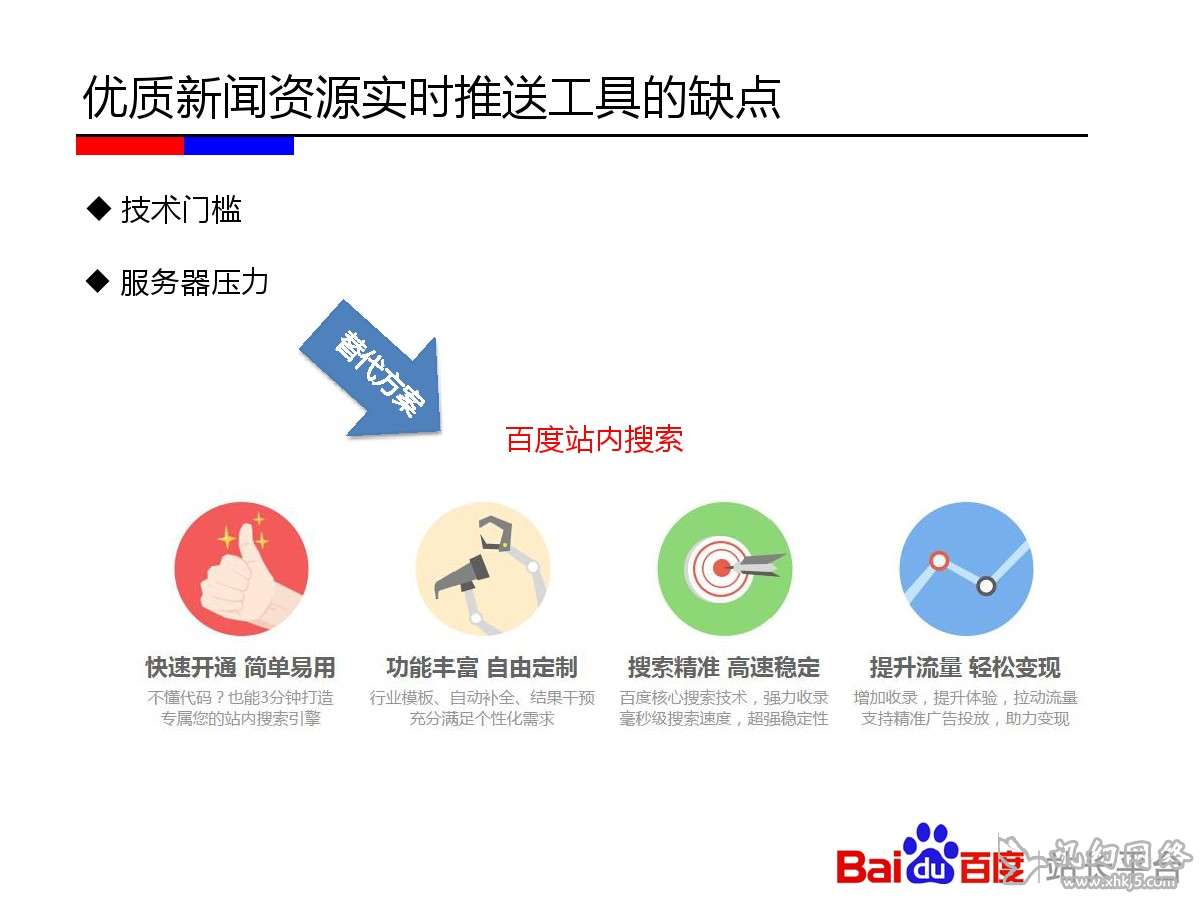 优质新闻资源实时推送工具的缺点
◆ 技术门槛
◆ 服务器压力
替代方案
百度站内搜索
快速开通 简单易用
不懂代码？也能3分钟打造
专属您的站内搜索引擎
功能丰富 自由定制
行业模板、自动补全、结果干预
充分满足个性化需求
搜索精准 高速稳定
百度核心搜索技术，强力收录
毫秒级搜索速度，超强稳定性
提升流量 轻松变现
增加收录，提升体验，拉动流量
支持精准广告投放，助力变现
Bai du 百度 站长平台
www.xhkj5.com